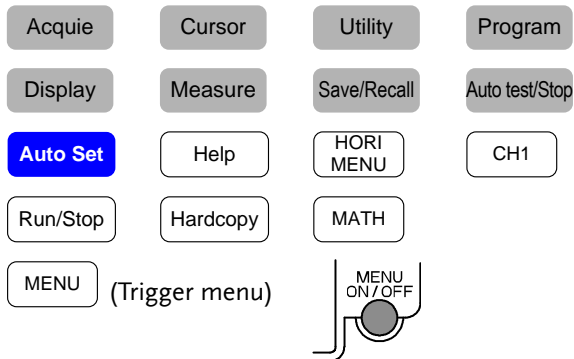 Acquie Cursor Utility Program
Display Measure Save/Recall Auto test/Stop
Auto Set Help HORI MENU CH1
Run/Stop Hardcopy MATH
MENU (Trigger menu) MENU
ON/OFF